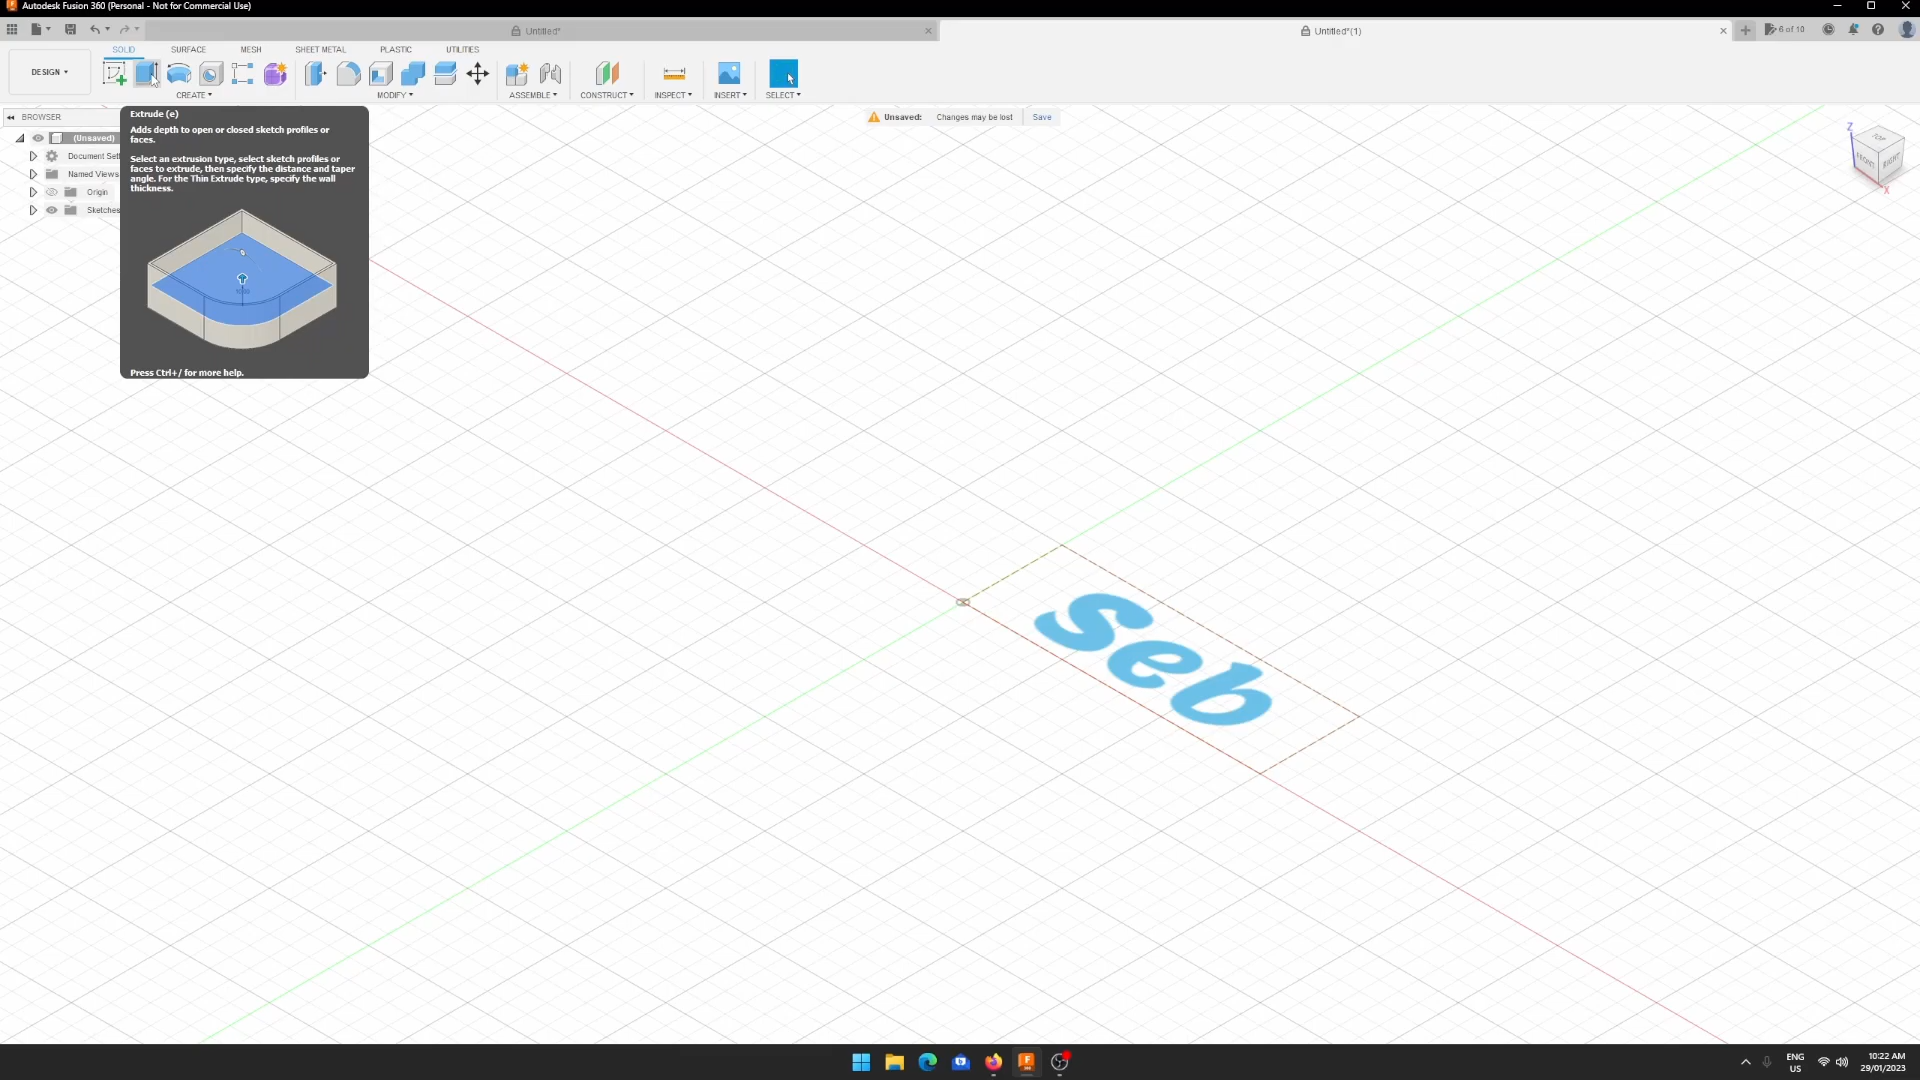 Autodesk Fusion 360 (Personal - Not for Commercial Use)
Untitled*
Untitled*(1)
6 of 10
SOLID
SURFACE
MESH
SHEET METAL
PLASTIC
UTILITIES
DESIGN
CREATE
MODIFY
ASSEMBLE
CONSTRUCT
INSPECT
INSERT
SELECT
BROWSER
Unsaved:
Changes may be lost
Save
(Unsaved)
Document Set
Named Views
Origin
Sketches
Extrude (e)
Adds depth to open or closed sketch profiles or
faces.
Select an extrusion type, select sketch profiles or
faces to extrude, then specify the distance and taper
angle. For the Thin Extrude type, specify the wall
thickness.
Press Ctrl+/ for more help.
Z
TOP
FRONT
RIGHT
X
seb
ENG
US
10:22 AM
29/01/2023